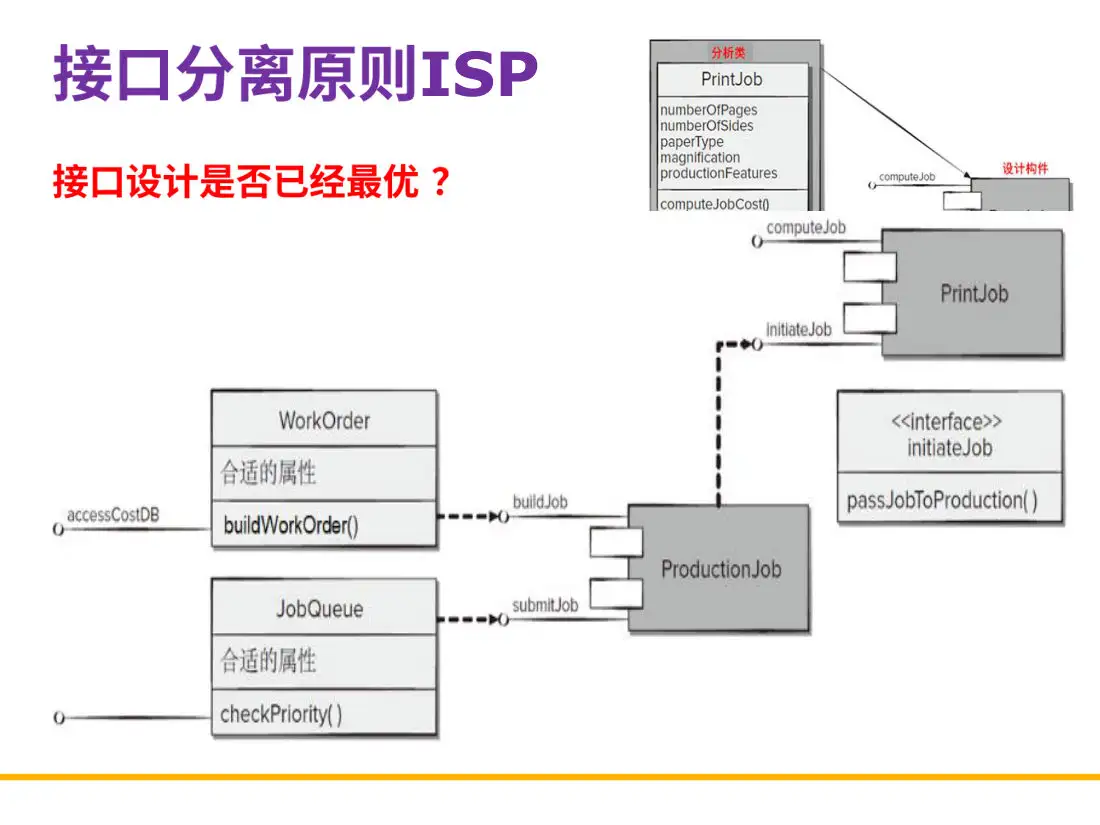 接口分离原则ISP
接口设计是否已经最优？
分析类
PrintJob
numberOfPages
numberOfSides
paperType
magnification
productionFeatures
computeJobCost()
设计构件
computeJob
computeJob
PrintJob
initiateJob
<<interface>>
initiateJob
passJobToProduction( )
WorkOrder
合适的属性
buildWorkOrder()
accessCostDB
buildJob
ProductionJob
submitJob
JobQueue
合适的属性
checkPriority( )